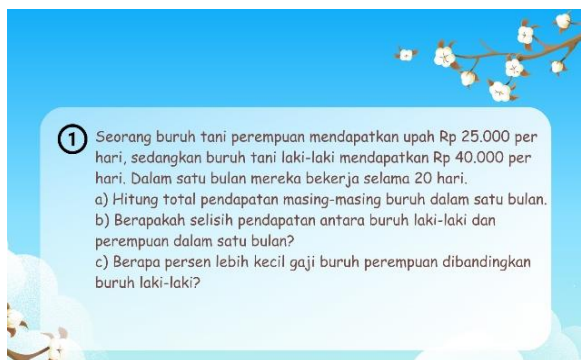 1 Seorang buruh tani perempuan mendapatkan upah Rp 25.000 per
hari, sedangkan buruh tani laki-laki mendapatkan Rp 40.000 per
hari. Dalam satu bulan mereka bekerja selama 20 hari.
a) Hitung total pendapatan masing-masing buruh dalam satu bulan.
b) Berapakah selisih pendapatan antara buruh laki-laki dan
perempuan dalam satu bulan?
c) Berapa persen lebih kecil gaji buruh perempuan dibandingkan
buruh laki-laki?